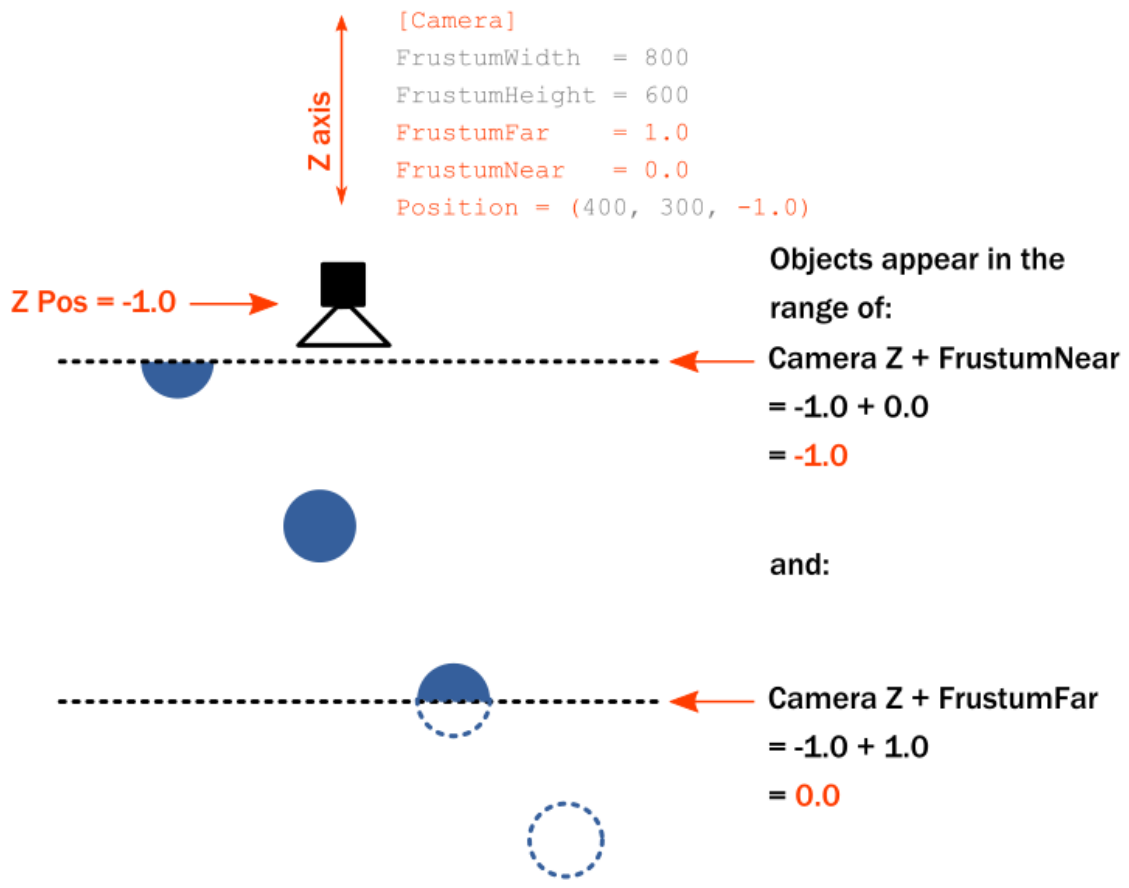 [Camera]
FrustumWidth  = 800
FrustumHeight = 600
FrustumFar    = 1.0
FrustumNear   = 0.0
Position = (400, 300, -1.0)
Z axis
Z Pos = -1.0
Objects appear in the
range of:
Camera Z + FrustumNear
= -1.0 + 0.0
= -1.0
and:
Camera Z + FrustumFar
= -1.0 + 1.0
= 0.0